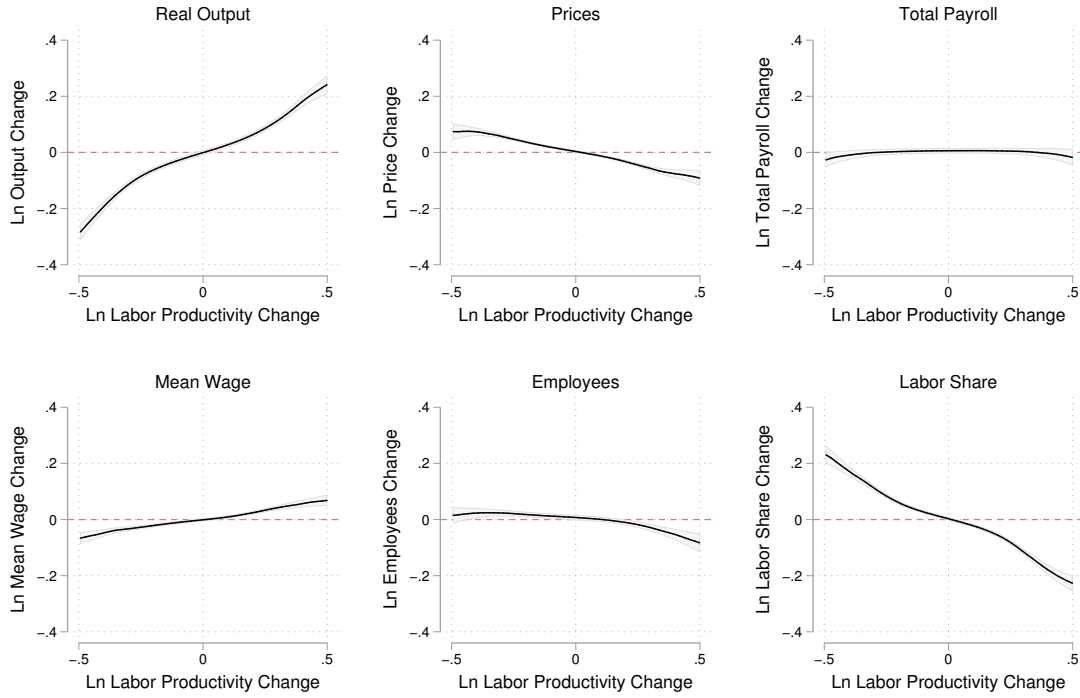 Real Output
Ln Output Change
.4
.2
0
-.2
-.4
-.5
0
.5
Ln Labor Productivity Change
Prices
Ln Price Change
.4
.2
0
-.2
-.4
-.5
0
.5
Ln Labor Productivity Change
Total Payroll
Ln Total Payroll Change
.4
.2
0
-.2
-.4
-.5
0
.5
Ln Labor Productivity Change
Mean Wage
Ln Mean Wage Change
.4
.2
0
-.2
-.4
-.5
0
.5
Ln Labor Productivity Change
Employees
Ln Employees Change
.4
.2
0
-.2
-.4
-.5
0
.5
Ln Labor Productivity Change
Labor Share
Ln Labor Share Change
.4
.2
0
-.2
-.4
-.5
0
.5
Ln Labor Productivity Change